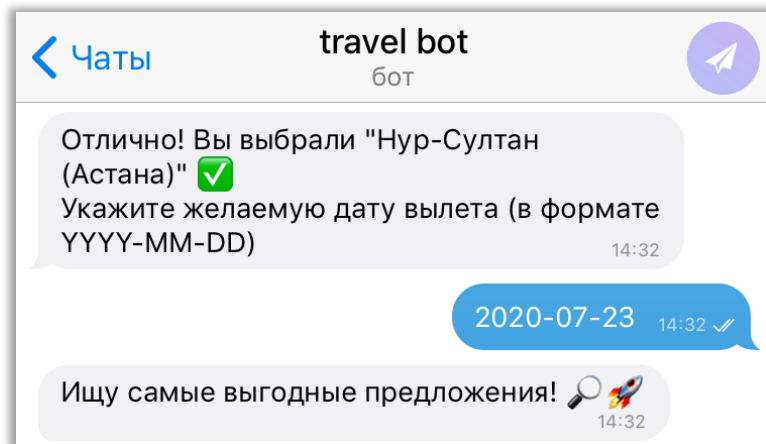 Чаты
travel bot
бот
Отлично! Вы выбрали "Нур-Султан
(Астана)" ✅
Укажите желаемую дату вылета (в формате
YYYY-MM-DD)
14:32
2020-07-23 14:32
Ищу самые выгодные предложения! 🔎🚀
14:32